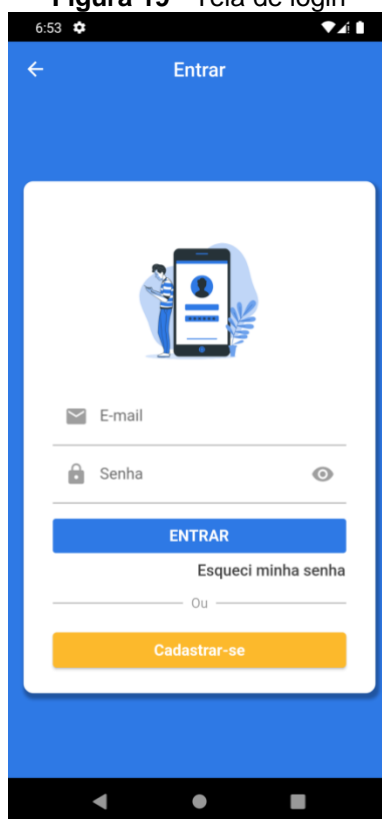 Figura 19 - Tela de login
6:53
Entrar
E-mail
Senha
ENTRAR
Esqueci minha senha
Ou
Cadastrar-se